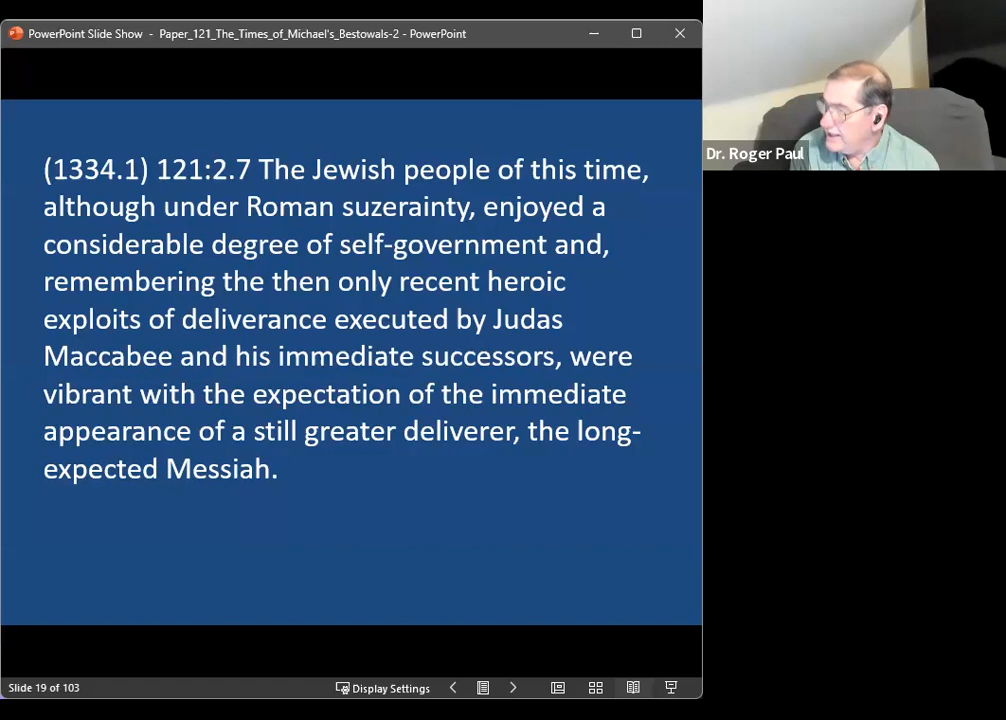 PowerPoint Slide Show - Paper_121_The_Times_of_Michael's_Bestowals-2 - PowerPoint
Dr. Roger Paul
(1334.1) 121:2.7 The Jewish people of this time,
although under Roman suzerainty, enjoyed a
considerable degree of self-government and,
remembering the then only recent heroic
exploits of deliverance executed by Judas
Maccabee and his immediate successors, were
vibrant with the expectation of the immediate
appearance of a still greater deliverer, the long-
expected Messiah.
Slide 19 of 103
Display Settings